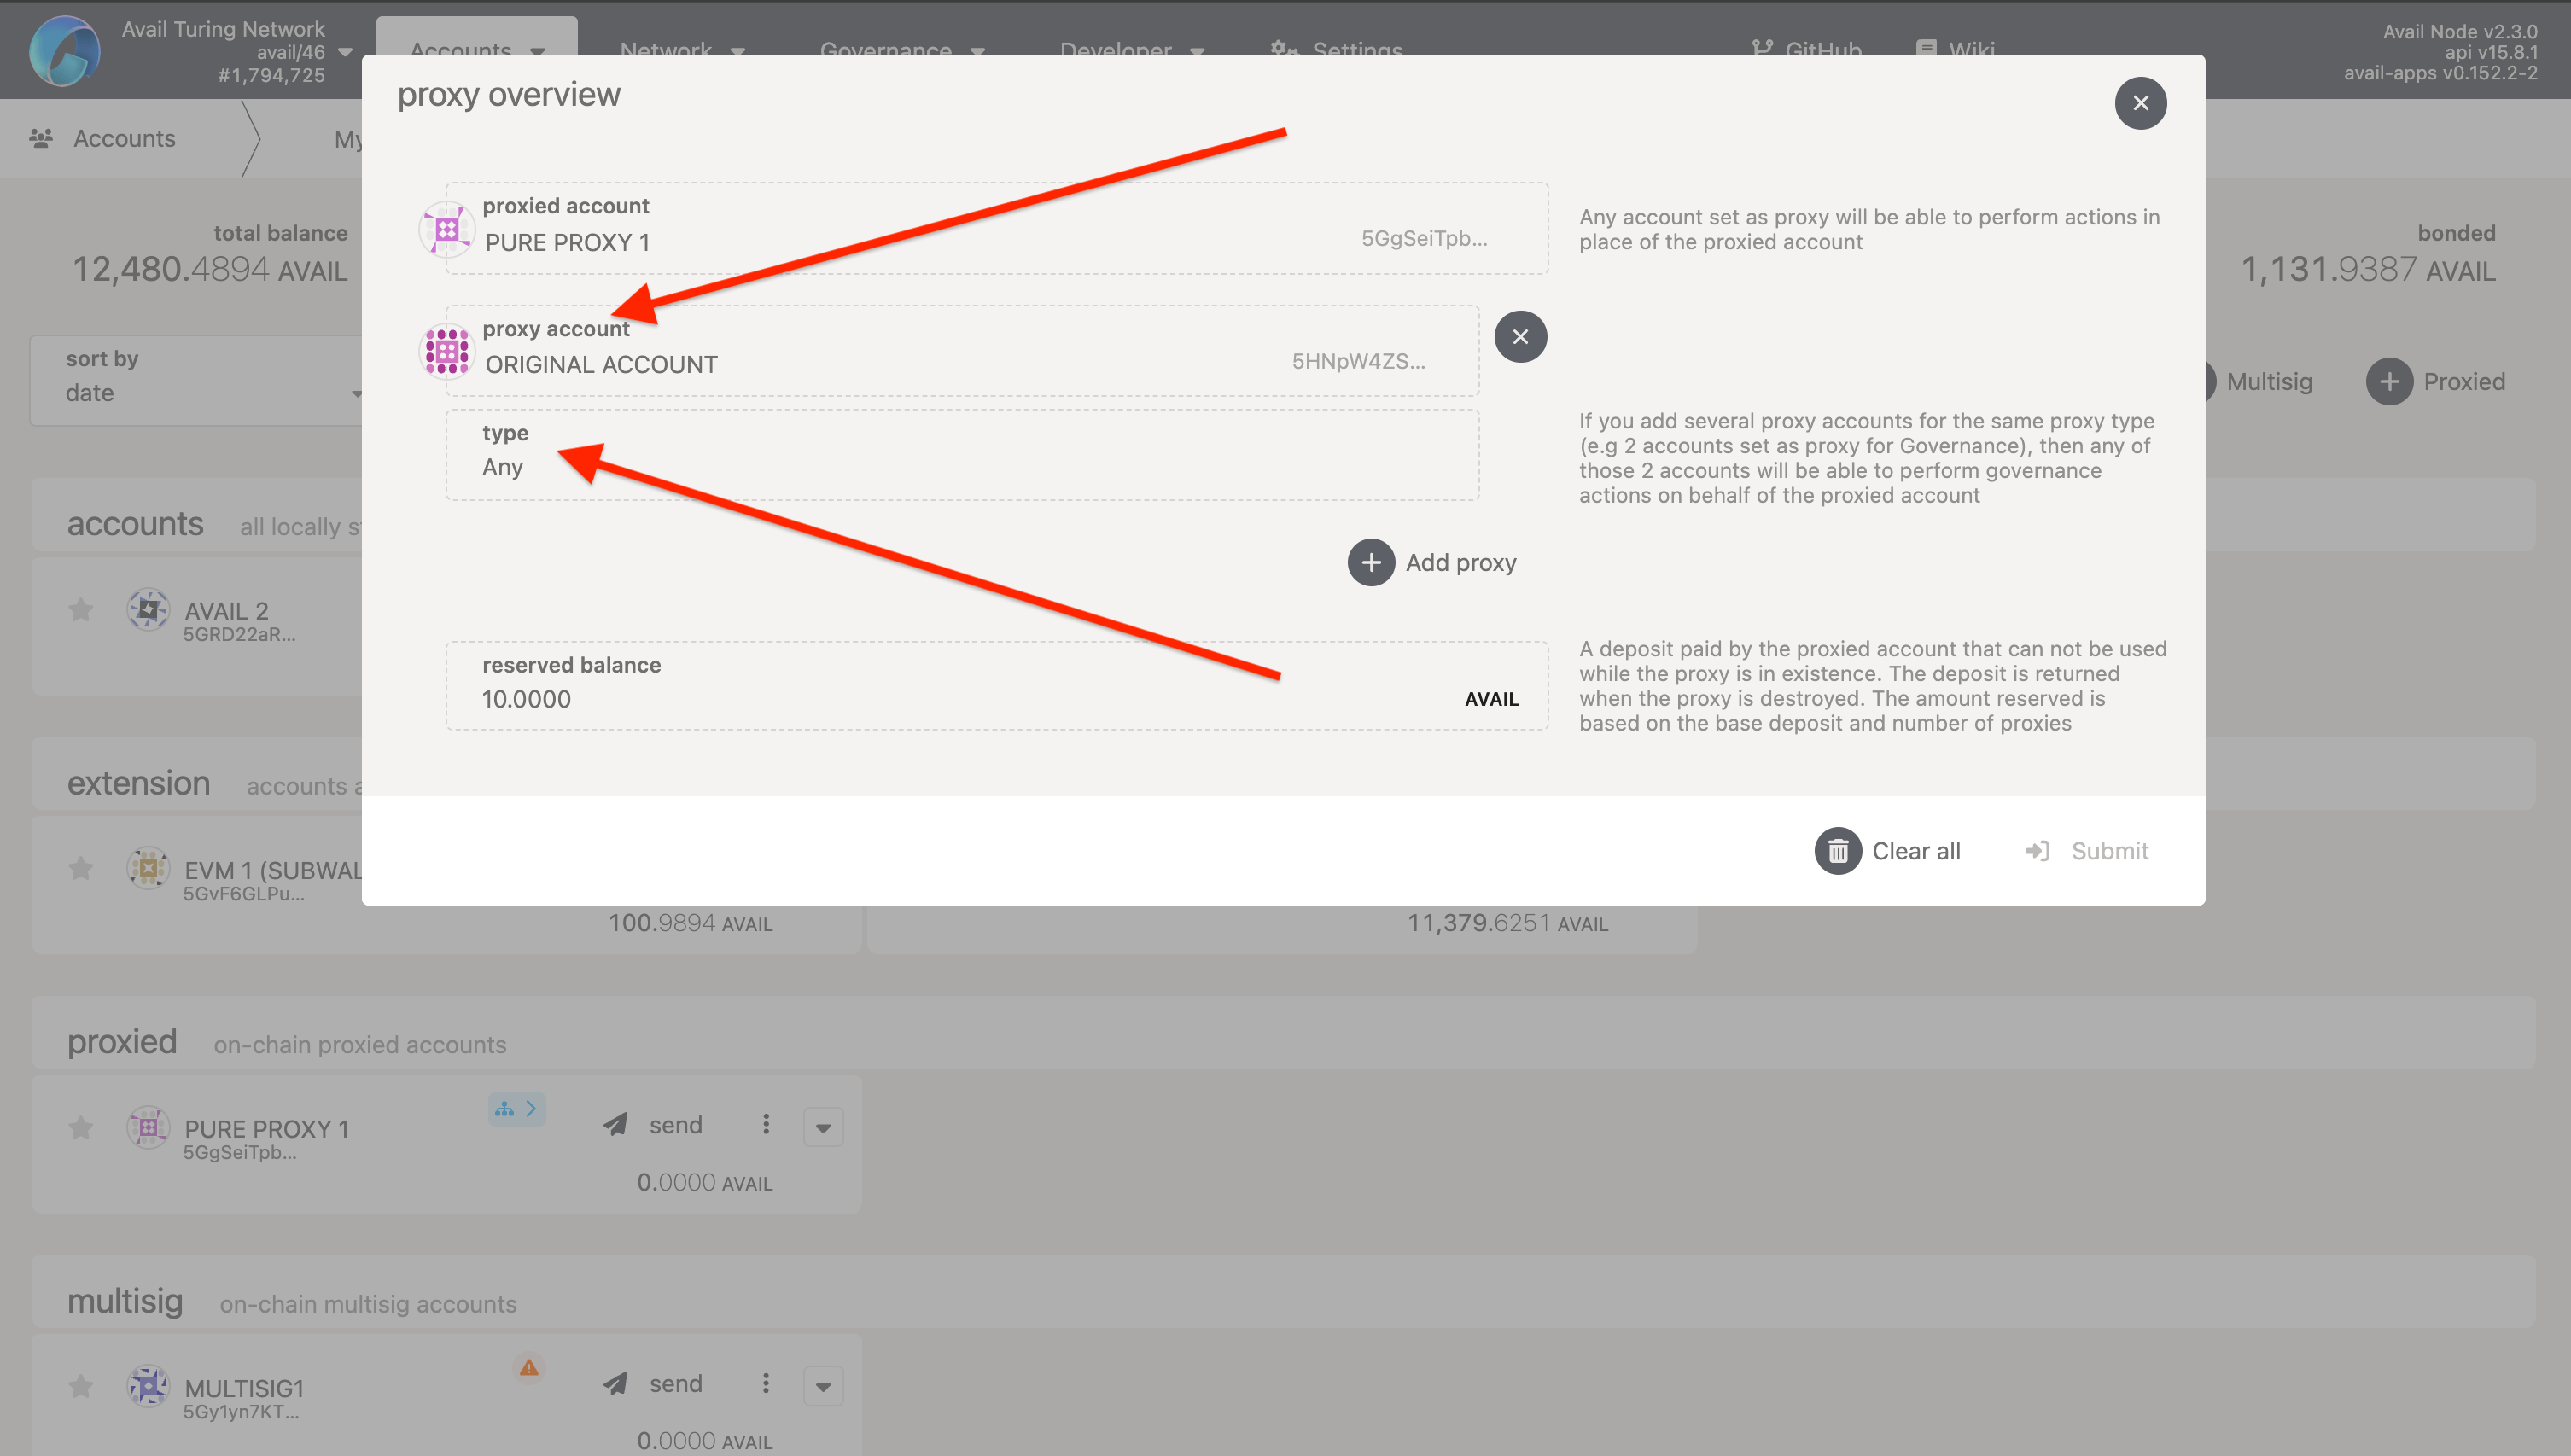 Avail Turing Network
avail/46
#1,794,725
Accounts
Network
Governance
Developer
Settings
GitHub
Wiki
Avail Node v2.3.0
api v15.8.1
avail-apps v0.152.2-2
Accounts
My
total balance
12,480.4894 AVAIL
bonded
1,131.9387 AVAIL
sort by
date
Multisig
Proxied
proxy overview
proxied account
PURE PROXY 1
5GgSeiTpb...
Any account set as proxy will be able to perform actions in
place of the proxied account
proxy account
ORIGINAL ACCOUNT
5HNpW4ZS...
type
Any
If you add several proxy accounts for the same proxy type
(e.g 2 accounts set as proxy for Governance), then any of
those 2 accounts will be able to perform governance
actions on behalf of the proxied account
Add proxy
reserved balance
10.0000
AVAIL
A deposit paid by the proxied account that can not be used
while the proxy is in existence. The deposit is returned
when the proxy is destroyed. The amount reserved is
based on the base deposit and number of proxies
Clear all
Submit
accounts all locally s
AVAIL 2
5GRD22aR...
extension accounts a
EVM 1 (SUBWAL
5GvF6GLPu...
100.9894 AVAIL
11,379.6251 AVAIL
proxied on-chain proxied accounts
PURE PROXY 1
5GgSeiTpb...
send
0.0000 AVAIL
multisig on-chain multisig accounts
MULTISIG1
5Gy1yn7KT...
send
0.0000 AVAIL